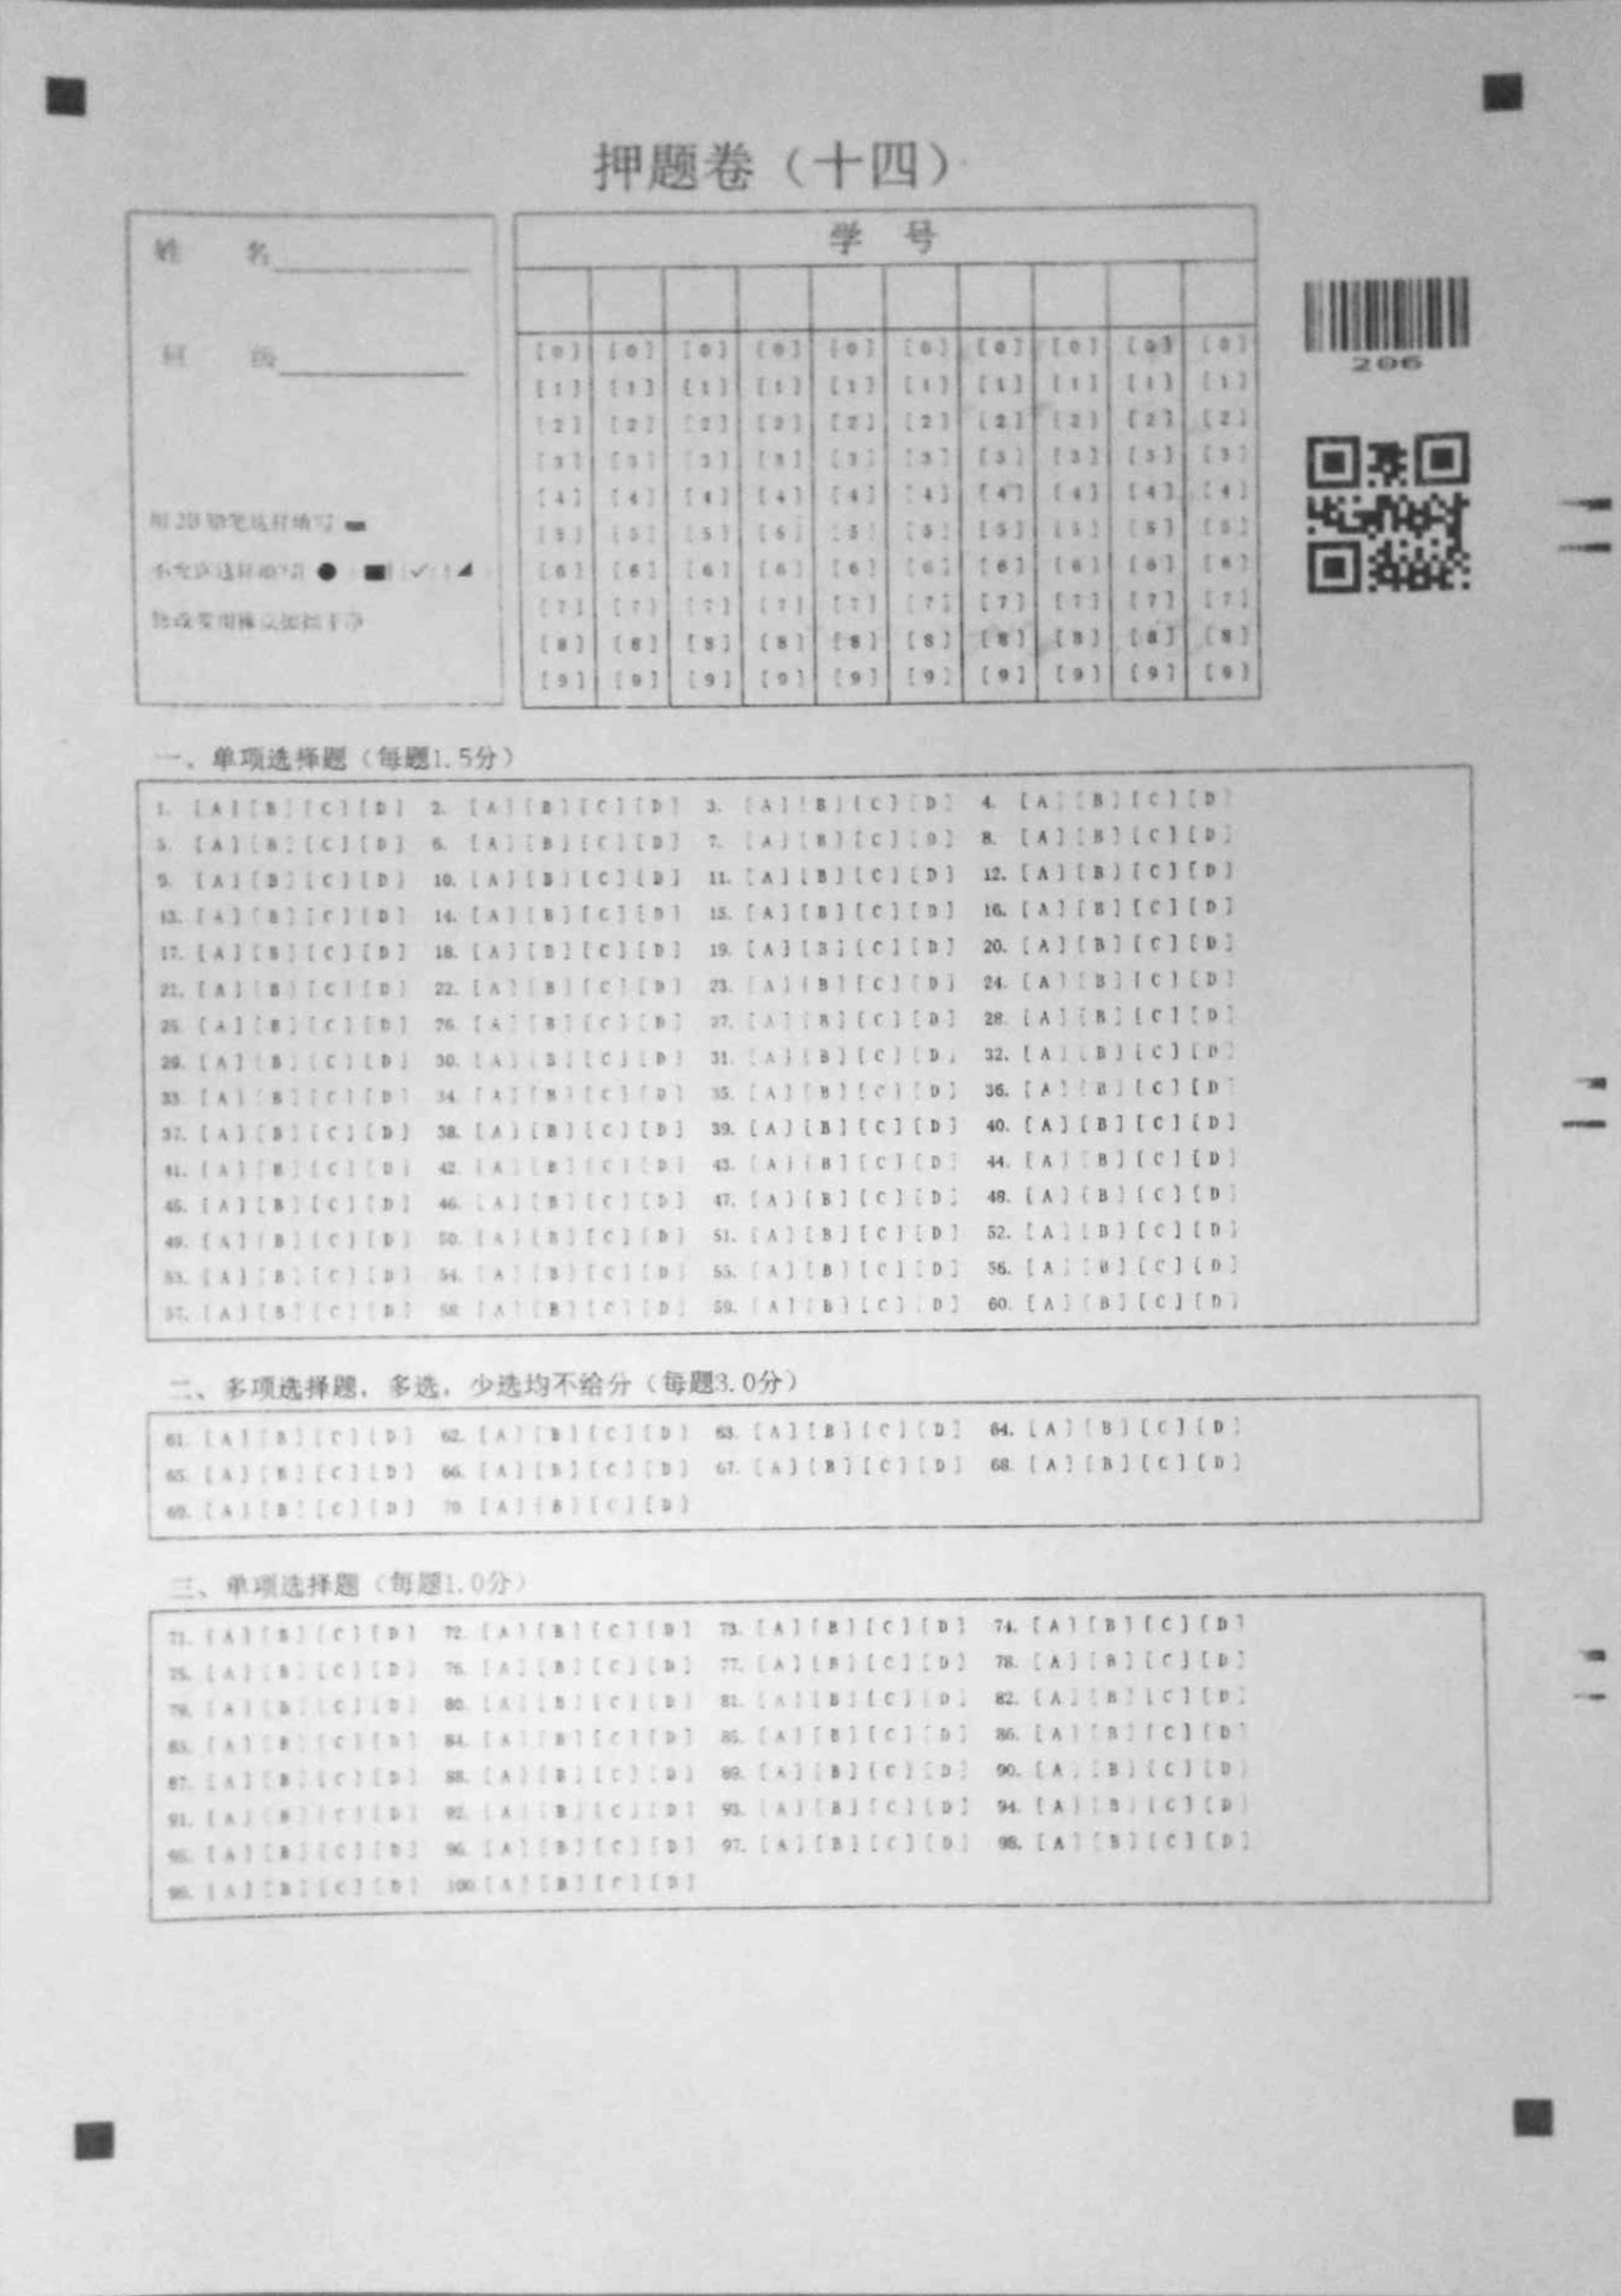 押题卷（十四）
姓 名
学 号
班 级
[0] [0] [0] [0] [0] [0] [0] [0] [0] [0]
[1] [1] [1] [1] [1] [1] [1] [1] [1] [1]
[2] [2] [2] [2] [2] [2] [2] [2] [2] [2]
[3] [3] [3] [3] [3] [3] [3] [3] [3] [3]
[4] [4] [4] [4] [4] [4] [4] [4] [4] [4]
[5] [5] [5] [5] [5] [5] [5] [5] [5] [5]
[6] [6] [6] [6] [6] [6] [6] [6] [6] [6]
[7] [7] [7] [7] [7] [7] [7] [7] [7] [7]
[8] [8] [8] [8] [8] [8] [8] [8] [8] [8]
[9] [9] [9] [9] [9] [9] [9] [9] [9] [9]
206
用2B铅笔这样填写
修改要用橡皮擦擦干净
一、单项选择题（每题1.5分）
1. [A][B][C][D] 2. [A][B][C][D] 3. [A][B][C][D] 4. [A][B][C][D]
5. [A][B][C][D] 6. [A][B][C][D] 7. [A][B][C][D] 8. [A][B][C][D]
9. [A][B][C][D] 10. [A][B][C][D] 11. [A][B][C][D] 12. [A][B][C][D]
13. [A][B][C][D] 14. [A][B][C][D] 15. [A][B][C][D] 16. [A][B][C][D]
17. [A][B][C][D] 18. [A][B][C][D] 19. [A][B][C][D] 20. [A][B][C][D]
21. [A][B][C][D] 22. [A][B][C][D] 23. [A][B][C][D] 24. [A][B][C][D]
25. [A][B][C][D] 26. [A][B][C][D] 27. [A][B][C][D] 28. [A][B][C][D]
29. [A][B][C][D] 30. [A][B][C][D] 31. [A][B][C][D] 32. [A][B][C][D]
33. [A][B][C][D] 34. [A][B][C][D] 35. [A][B][C][D] 36. [A][B][C][D]
37. [A][B][C][D] 38. [A][B][C][D] 39. [A][B][C][D] 40. [A][B][C][D]
41. [A][B][C][D] 42. [A][B][C][D] 43. [A][B][C][D] 44. [A][B][C][D]
45. [A][B][C][D] 46. [A][B][C][D] 47. [A][B][C][D] 48. [A][B][C][D]
49. [A][B][C][D] 50. [A][B][C][D] 51. [A][B][C][D] 52. [A][B][C][D]
53. [A][B][C][D] 54. [A][B][C][D] 55. [A][B][C][D] 56. [A][B][C][D]
57. [A][B][C][D] 58. [A][B][C][D] 59. [A][B][C][D] 60. [A][B][C][D]
二、多项选择题，多选，少选均不给分（每题3.0分）
61. [A][B][C][D] 62. [A][B][C][D] 63. [A][B][C][D] 64. [A][B][C][D]
65. [A][B][C][D] 66. [A][B][C][D] 67. [A][B][C][D] 68. [A][B][C][D]
69. [A][B][C][D] 70. [A][B][C][D]
三、单项选择题（每题1.0分）
71. [A][B][C][D] 72. [A][B][C][D] 73. [A][B][C][D] 74. [A][B][C][D]
75. [A][B][C][D] 76. [A][B][C][D] 77. [A][B][C][D] 78. [A][B][C][D]
79. [A][B][C][D] 80. [A][B][C][D] 81. [A][B][C][D] 82. [A][B][C][D]
83. [A][B][C][D] 84. [A][B][C][D] 85. [A][B][C][D] 86. [A][B][C][D]
87. [A][B][C][D] 88. [A][B][C][D] 89. [A][B][C][D] 90. [A][B][C][D]
91. [A][B][C][D] 92. [A][B][C][D] 93. [A][B][C][D] 94. [A][B][C][D]
95. [A][B][C][D] 96. [A][B][C][D] 97. [A][B][C][D] 98. [A][B][C][D]
99. [A][B][C][D] 100. [A][B][C][D]